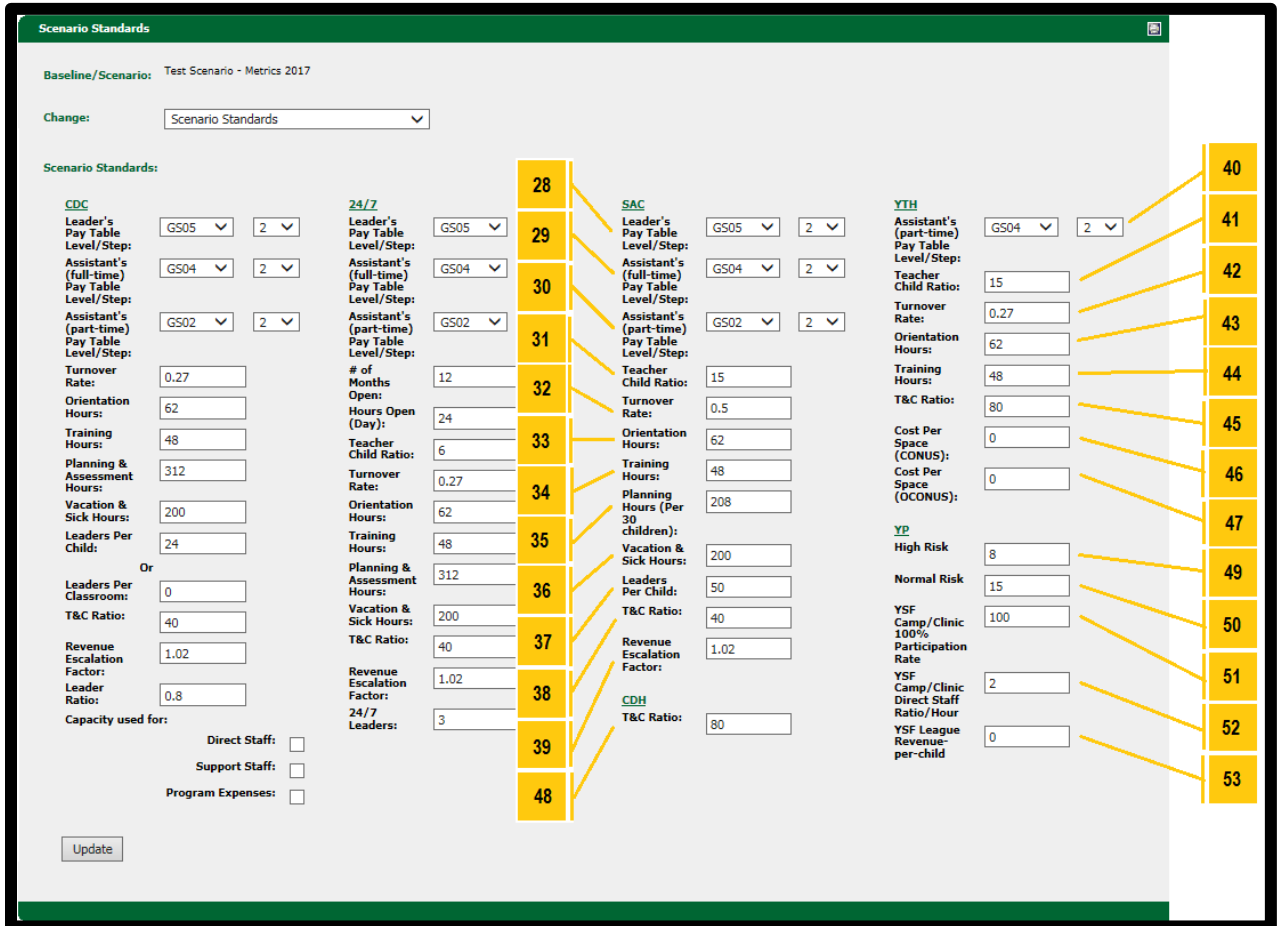 Scenario Standards
Baseline/Scenario: Test Scenario - Metrics 2017
Change: Scenario Standards
Scenario Standards:
CDC
Leader's
Pay Table
Level/Step:
GS05 2
Assistant's
(full-time)
Pay Table
Level/Step:
GS04 2
Assistant's
(part-time)
Pay Table
Level/Step:
GS02 2
Turnover
Rate:
0.27
Orientation
Hours:
62
Training
Hours:
48
Planning &
Assessment
Hours:
312
Vacation &
Sick Hours:
200
Leaders Per
Child:
24
Or
Leaders Per
Classroom:
0
T&C Ratio:
40
Revenue
Escalation
Factor:
1.02
Leader
Ratio:
0.8
Capacity used for:
Direct Staff:
Support Staff:
Program Expenses:
Update
24/7
Leader's
Pay Table
Level/Step:
GS05
Assistant's
(full-time)
Pay Table
Level/Step:
GS04
Assistant's
(part-time)
Pay Table
Level/Step:
GS02
# of
Months
Open:
12
Hours Open
(Day):
24
Teacher
Child Ratio:
6
Turnover
Rate:
0.27
Orientation
Hours:
62
Training
Hours:
48
Planning &
Assessment
Hours:
312
Vacation &
Sick Hours:
200
T&C Ratio:
40
Revenue
Escalation
Factor:
1.02
24/7
Leaders:
3
28
29
30
31
32
33
34
35
36
37
38
39
48
SAC
Leader's
Pay Table
Level/Step:
GS05 2
Assistant's
(full-time)
Pay Table
Level/Step:
GS04 2
Assistant's
(part-time)
Pay Table
Level/Step:
GS02 2
Teacher
Child Ratio:
15
Turnover
Rate:
0.5
Orientation
Hours:
62
Training
Hours:
48
Planning
Hours (Per
30
children):
208
Vacation &
Sick Hours:
200
Leaders
Per Child:
50
T&C Ratio:
40
Revenue
Escalation
Factor:
1.02
CDH
T&C Ratio:
80
YTH
Assistant's
(part-time)
Pay Table
Level/Step:
GS04 2
Teacher
Child Ratio:
15
Turnover
Rate:
0.27
Orientation
Hours:
62
Training
Hours:
48
T&C Ratio:
80
Cost Per
Space
(CONUS):
0
Cost Per
Space
(OCONUS):
0
YP
High Risk
8
Normal Risk
15
YSF
Camp/Clinic
100%
Participation
Rate
100
YSF
Camp/Clinic
Direct Staff
Ratio/Hour
2
YSF League
Revenue-
per-child
0
40
41
42
43
44
45
46
47
49
50
51
52
53